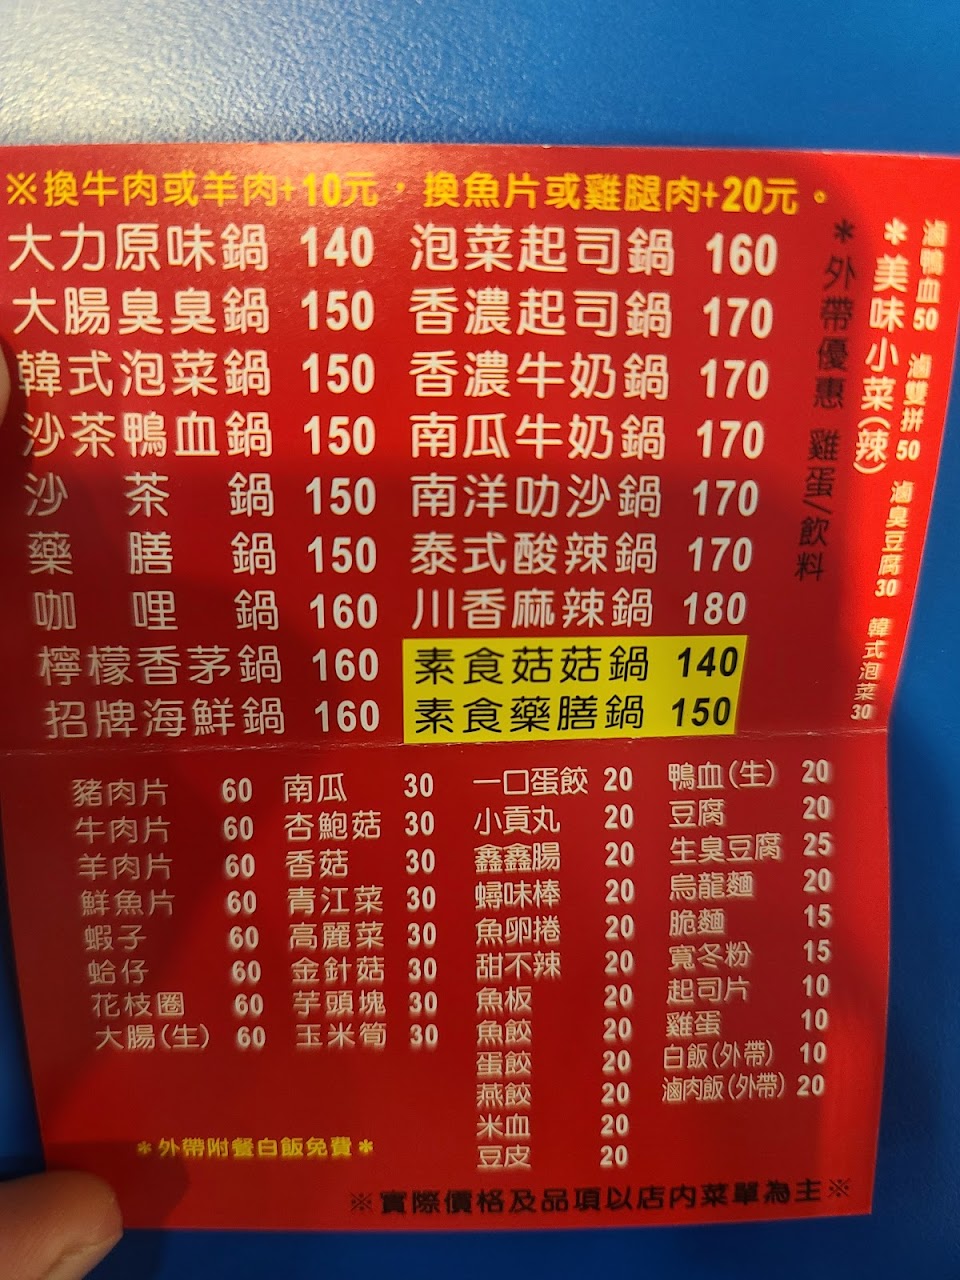 ※換牛肉或羊肉+10元，換魚片或雞腿肉+20元。
大力原味鍋 140
大腸臭臭鍋 150
韓式泡菜鍋 150
沙茶鴨血鍋 150
沙茶鍋 150
藥膳鍋 150
咖哩鍋 160
檸檬香茅鍋 160
招牌海鮮鍋 160
泡菜起司鍋 160
香濃起司鍋 170
香濃牛奶鍋 170
南瓜牛奶鍋 170
南洋叻沙鍋 170
泰式酸辣鍋 170
川香麻辣鍋 180
素食菇菇鍋 140
素食藥膳鍋 150
＊外帶優惠 雞蛋/飲料
＊美味小菜(辣)
滷鴨血50 滷雙拼50 滷臭豆腐30 韓式泡菜30
豬肉片 60
牛肉片 60
羊肉片 60
鮮魚片 60
蝦子 60
蛤仔 60
花枝圈 60
大腸(生) 60
南瓜 30
杏鮑菇 30
香菇 30
青江菜 30
高麗菜 30
金針菇 30
芋頭塊 30
玉米筍 30
一口蛋餃 20
小貢丸 20
鑫鑫腸 20
蟳味棒 20
魚卵捲 20
甜不辣 20
魚板 20
魚餃 20
蛋餃 20
燕餃 20
米血 20
豆皮 20
鴨血(生) 20
豆腐 20
生臭豆腐 25
烏龍麵 20
脆麵 15
寬冬粉 15
起司片 10
雞蛋 10
白飯(外帶) 10
滷肉飯(外帶) 20
＊外帶附餐白飯免費＊
※實際價格及品項以店內菜單為主※